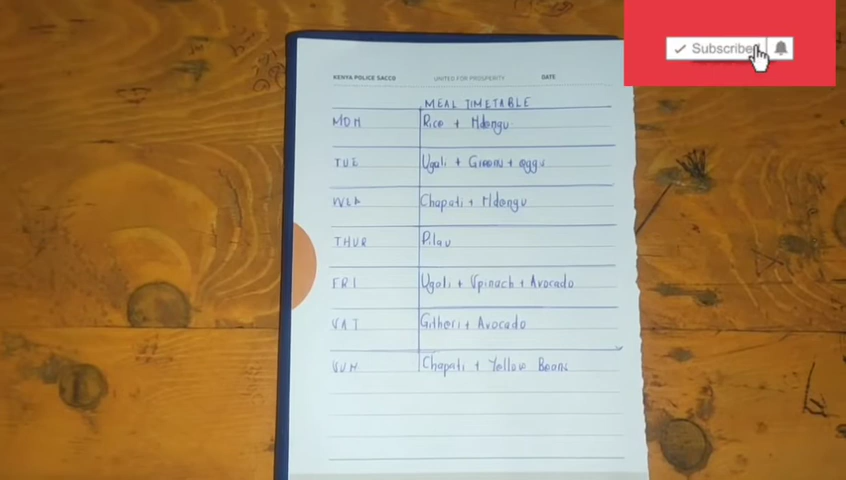 Subscribe
KENYA POLICE SACCO UNITED FOR PROSPERITY DATE
MEAL TIMETABLE
MON Rice + Ndengu
TUE Ugali + Greens + eggs
WED Chapati + Ndengu
THUR Pilau
FRI Ugali + Spinach + Avocado
SAT Githeri + Avocado
SUN Chapati + Yellow Beans